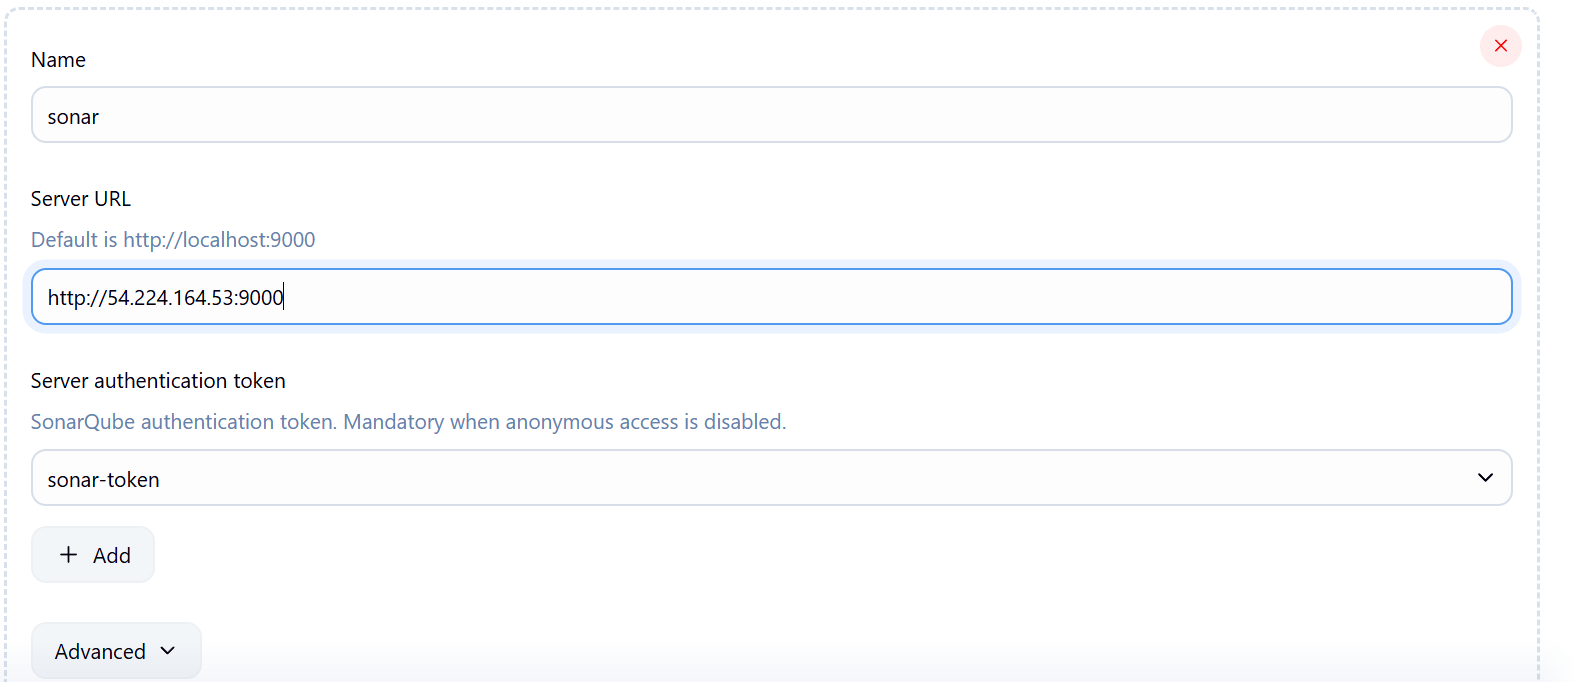 Name
sonar
Server URL
Default is http://localhost:9000
http://54.224.164.53:9000
Server authentication token
SonarQube authentication token. Mandatory when anonymous access is disabled.
sonar-token
+ Add
Advanced